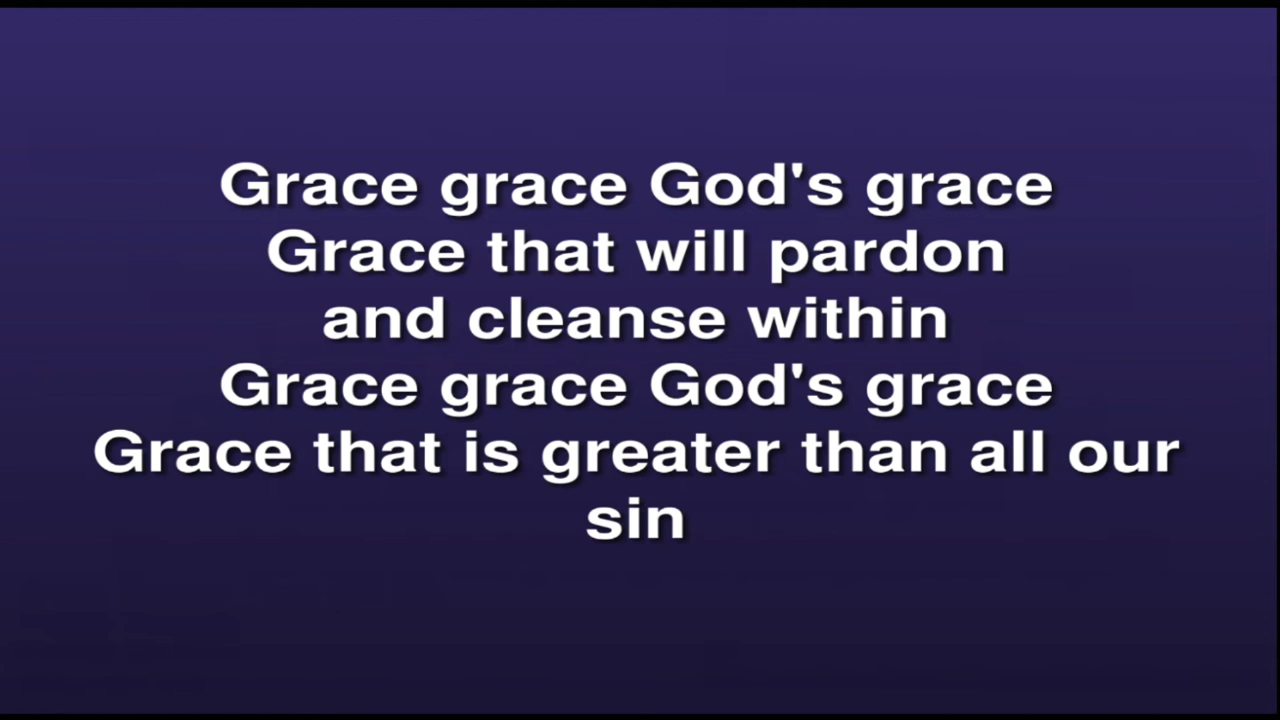 Grace grace God's grace
Grace that will pardon
and cleanse within
Grace grace God's grace
Grace that is greater than all our
sin